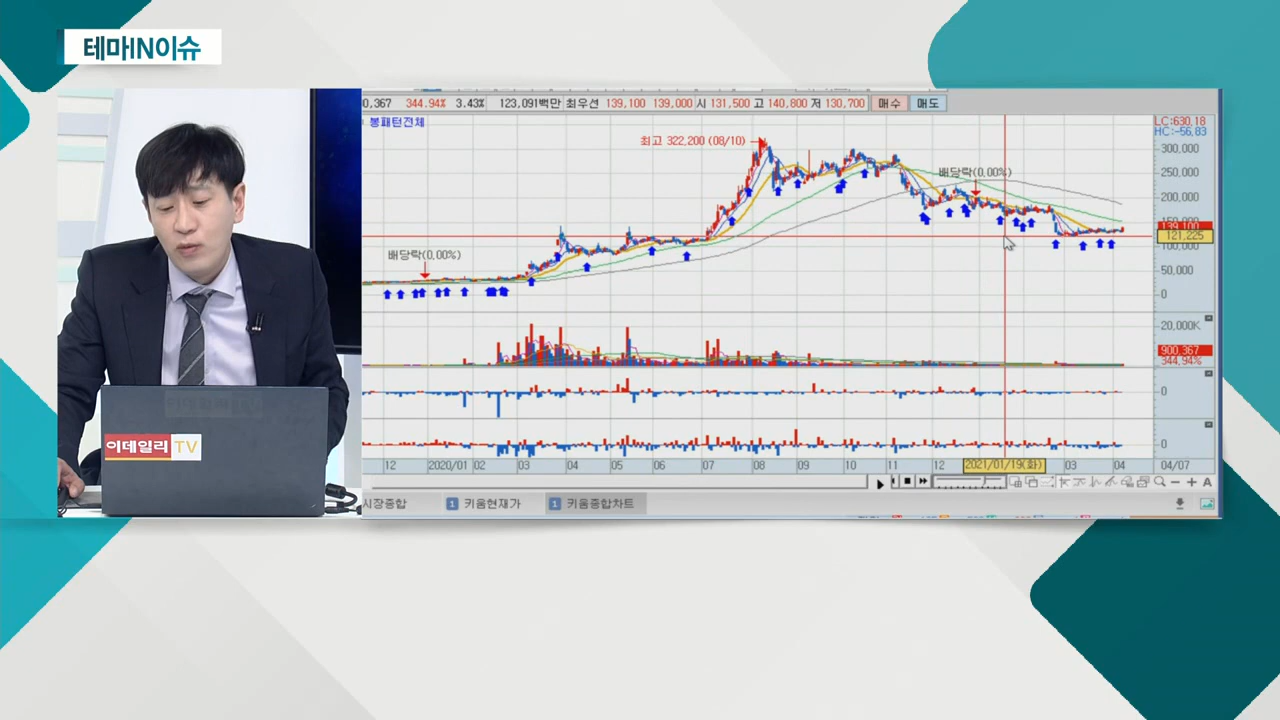 테마IN이슈
0,367 344.94% 3.43% 123,091백만 최우선 139,100 139,000 시 131,500 고 140,800 저 130,700 매수 매도
봉패턴전체
LC:630.18
HC:-56.83
최고 322,200 (08/10)
300,000
250,000
배당락(0.00%)
200,000
150,000
139,100
121,225
100,000
배당락(0.00%)
50,000
0
20,000K
900,367
344.94%
0
0
12 2020/01 02 03 04 05 06 07 08 09 10 11 12 2021/01/19(화) 03 04 04/07
이데일리 TV
시장종합 1 키움현재가 1 키움종합차트